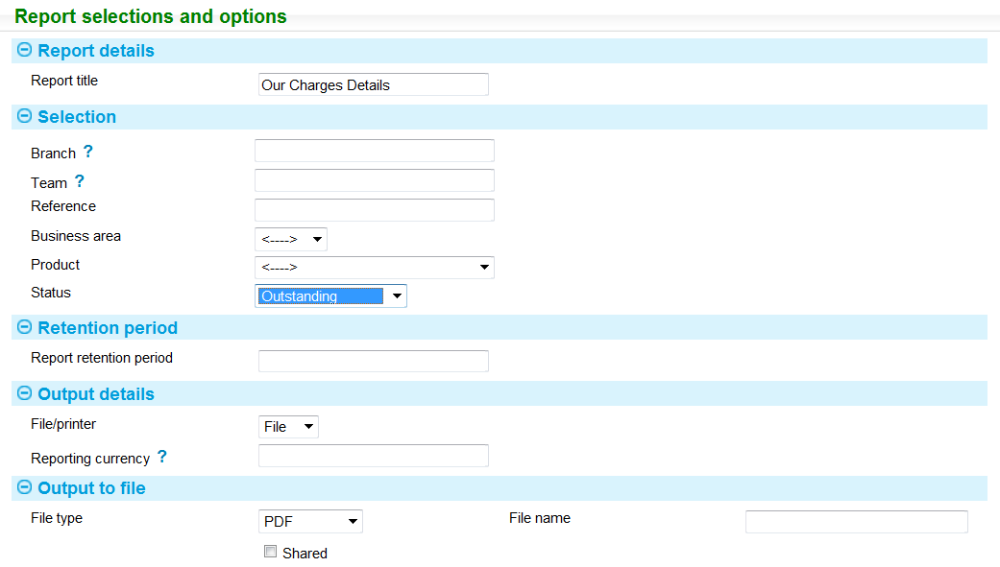 Report selections and options
Report details
Report title Our Charges Details
Selection
Branch ?
Team ?
Reference
Business area <---->
Product <---->
Status Outstanding
Retention period
Report retention period
Output details
File/printer File
Reporting currency ?
Output to file
File type PDF File name
Shared